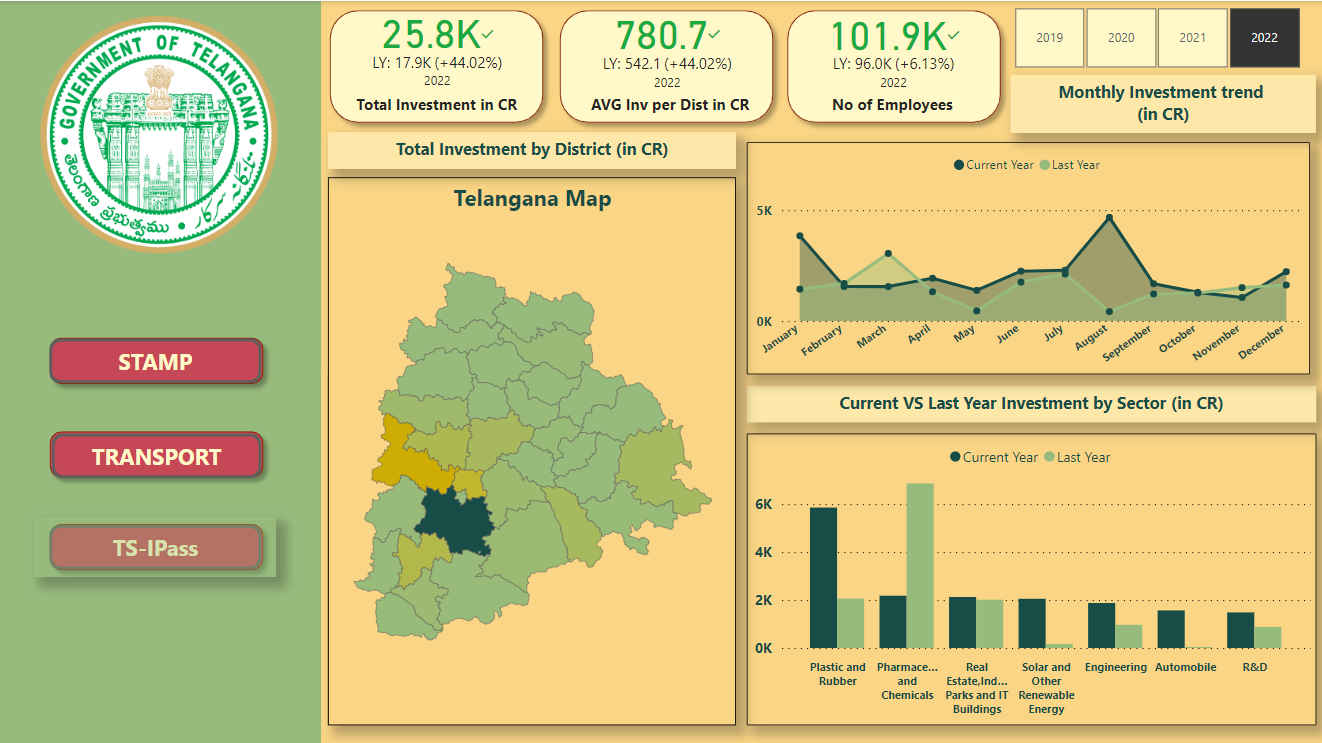 GOVERNMENT OF TELANGANA
తెలంగాణ ప్రభుత్వము
STAMP
TRANSPORT
TS-IPass
25.8K
LY: 17.9K (+44.02%)
2022
Total Investment in CR
780.7
LY: 542.1 (+44.02%)
2022
AVG Inv per Dist in CR
101.9K
LY: 96.0K (+6.13%)
2022
No of Employees
2019
2020
2021
2022
Total Investment by District (in CR)
Telangana Map
Monthly Investment trend
(in CR)
Current Year
Last Year
5K
0K
January
February
March
April
May
June
July
August
September
October
November
December
Current VS Last Year Investment by Sector (in CR)
Current Year
Last Year
6K
4K
2K
0K
Plastic and
Rubber
Pharmace...
and
Chemicals
Real
Estate,Ind...
Parks and IT
Buildings
Solar and
Other
Renewable
Energy
Engineering
Automobile
R&D